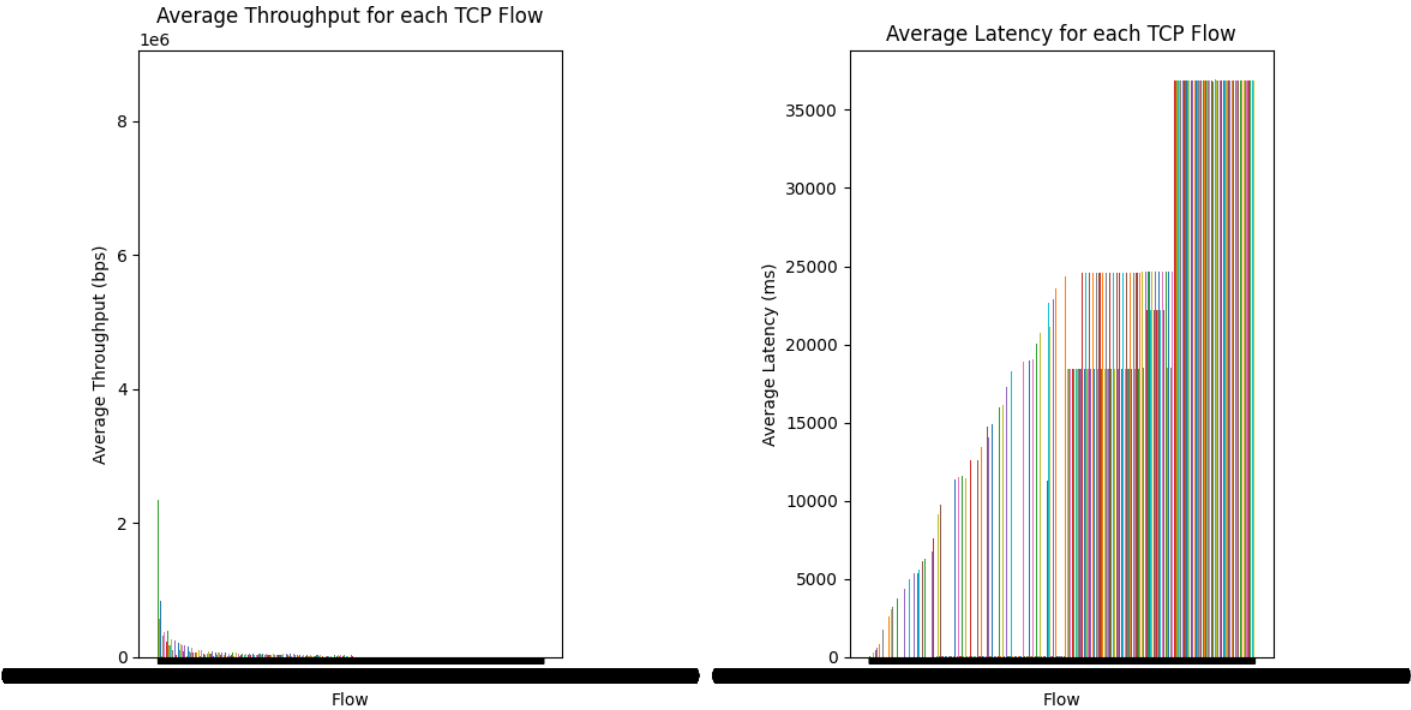 Average Throughput for each TCP Flow
1e6
8
6
4
2
0
Average Throughput (bps)
Flow
Average Latency for each TCP Flow
35000
30000
25000
20000
15000
10000
5000
0
Average Latency (ms)
Flow